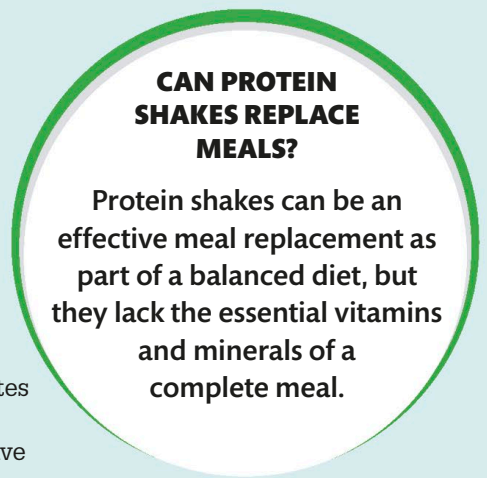 CAN PROTEIN
SHAKES REPLACE
MEALS?
Protein shakes can be an
effective meal replacement as
part of a balanced diet, but
they lack the essential vitamins
and minerals of a
complete meal.